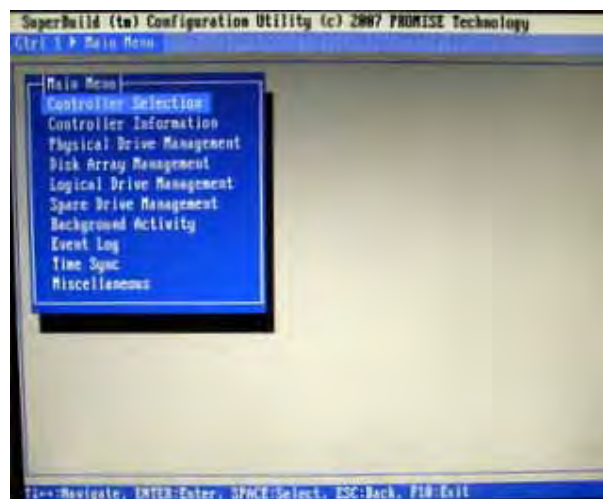 SuperBuild (tm) Configuration Utility (c) 2007 PROMISE Technology
Ctrl 1 ▶ Main Menu
Main Menu
Controller Selection
Controller Information
Physical Drive Management
Disk Array Management
Logical Drive Management
Spare Drive Management
Background Activity
Event Log
Time Sync
Miscellaneous
:Navigate, ENTER:Enter, SPACE:Select, ESC:Back, F10:Exit